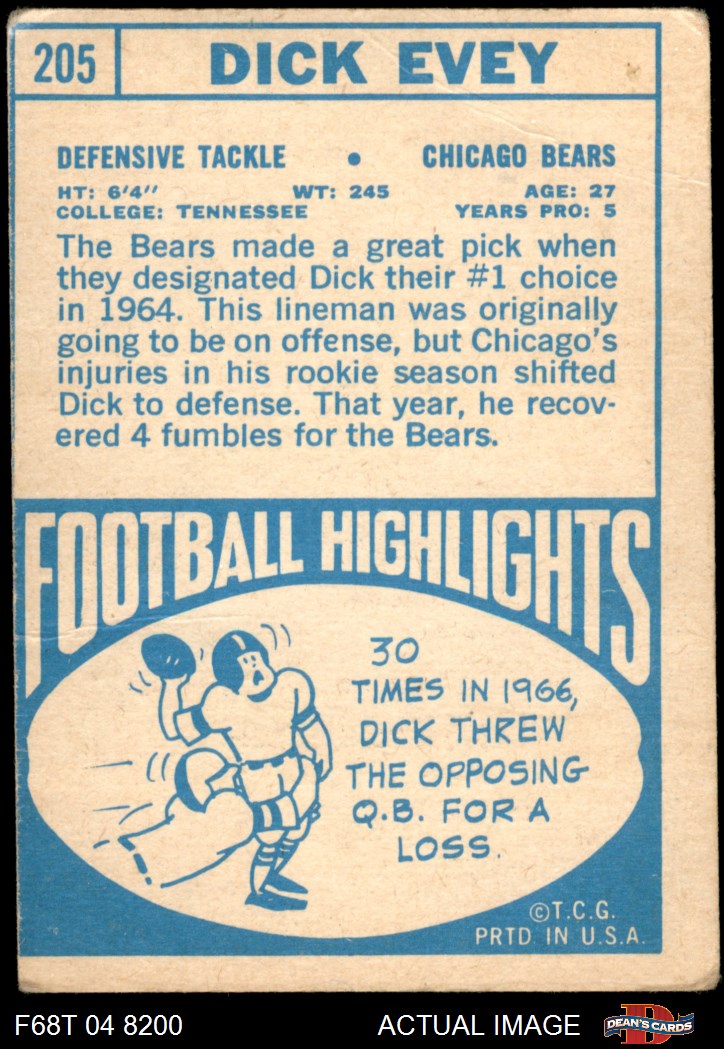 205 DICK EVEY
DEFENSIVE TACKLE • CHICAGO BEARS
HT: 6'4" WT: 245 AGE: 27
COLLEGE: TENNESSEE YEARS PRO: 5
The Bears made a great pick when
they designated Dick their #1 choice
in 1964. This lineman was originally
going to be on offense, but Chicago's
injuries in his rookie season shifted
Dick to defense. That year, he recov-
ered 4 fumbles for the Bears.
FOOTBALL HIGHLIGHTS
30
TIMES IN 1966,
DICK THREW
THE OPPOSING
Q.B. FOR A
LOSS.
©T.C.G.
PRTD. IN U.S.A.
F68T 04 8200 ACTUAL IMAGE D DEAN'S CARDS